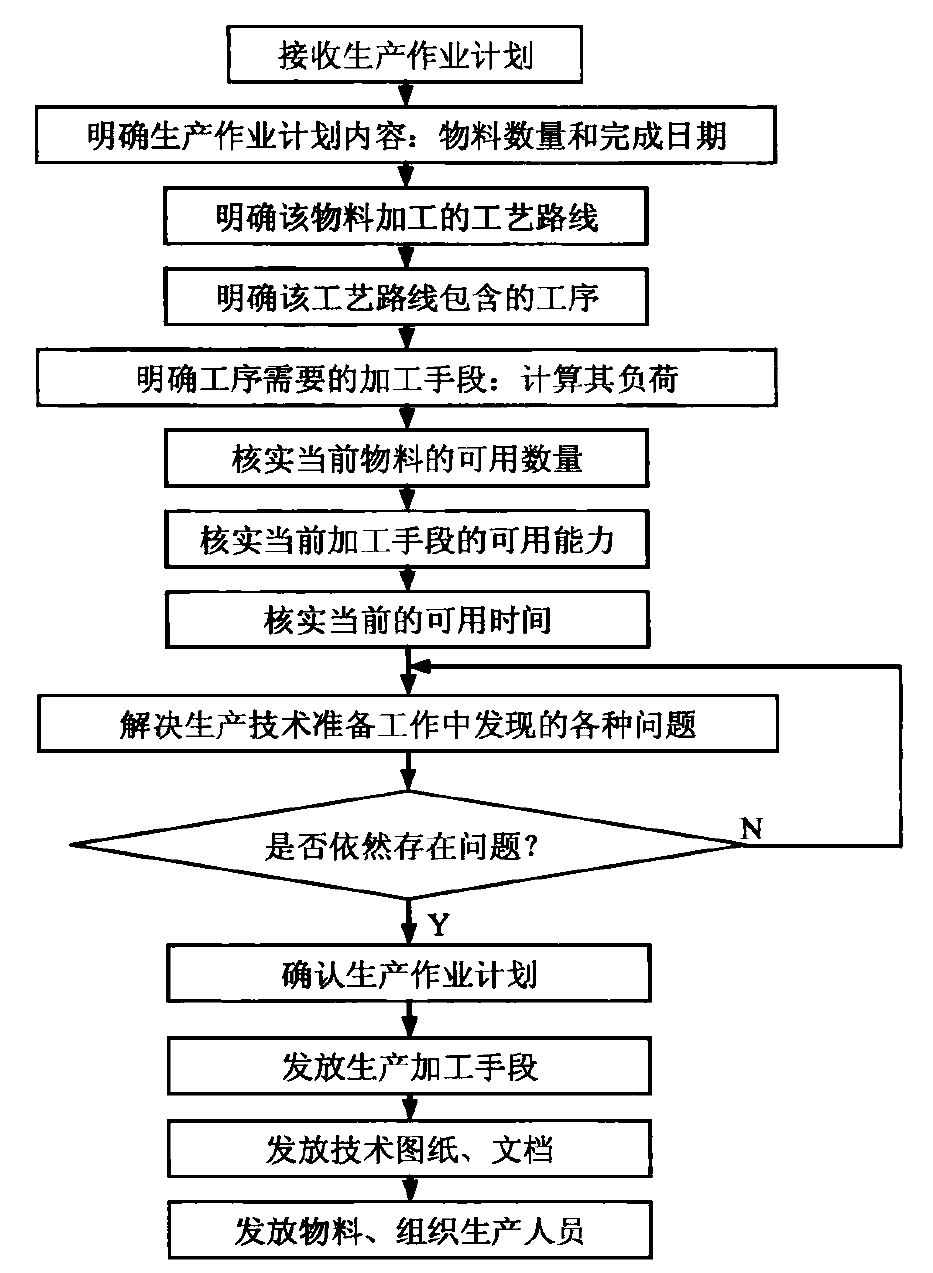 接收生产作业计划
明确生产作业计划内容：物料数量和完成日期
明确该物料加工的工艺路线
明确该工艺路线包含的工序
明确工序需要的加工手段：计算其负荷
核实当前物料的可用数量
核实当前加工手段的可用能力
核实当前的可用时间
解决生产技术准备工作中发现的各种问题
是否依然存在问题？
N
Y
确认生产作业计划
发放生产加工手段
发放技术图纸、文档
发放物料、组织生产人员